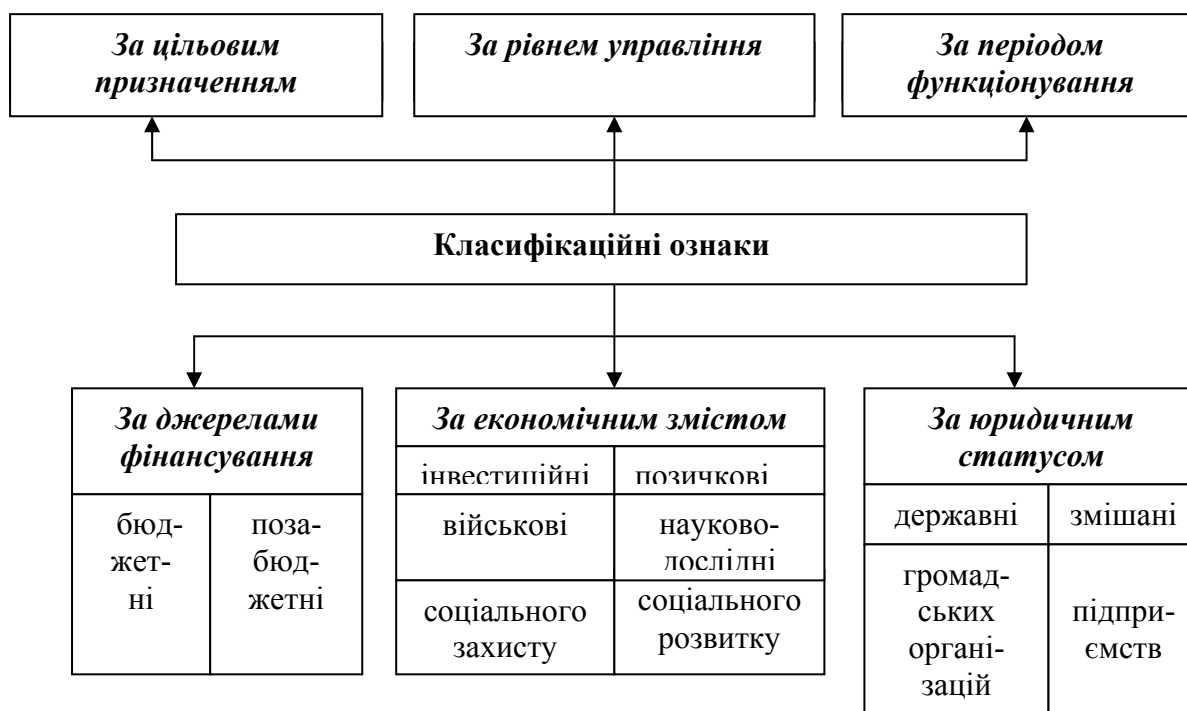 За цільовим
призначенням
За рівнем управління
За періодом
функціонування
Класифікаційні ознаки
За джерелами
фінансування
бюд-
жет-
ні
поза-
бюд-
жетні
За економічним змістом
інвестиційні
позичкові
військові
науково-
дослідні
соціального
захисту
соціального
розвитку
За юридичним
статусом
державні
змішані
громад-
ських
органі-
зацій
підпри-
ємств